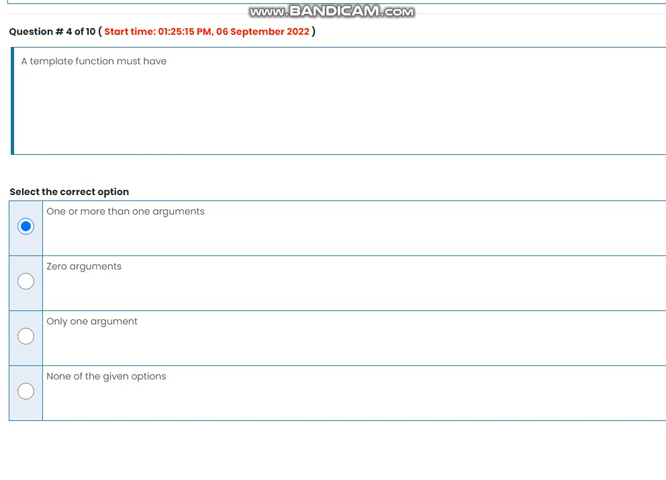 WWW.BANDICAM.COM
Question # 4 of 10 ( Start time: 01:25:15 PM, 06 September 2022 )
A template function must have
Select the correct option
One or more than one arguments
Zero arguments
Only one argument
None of the given options